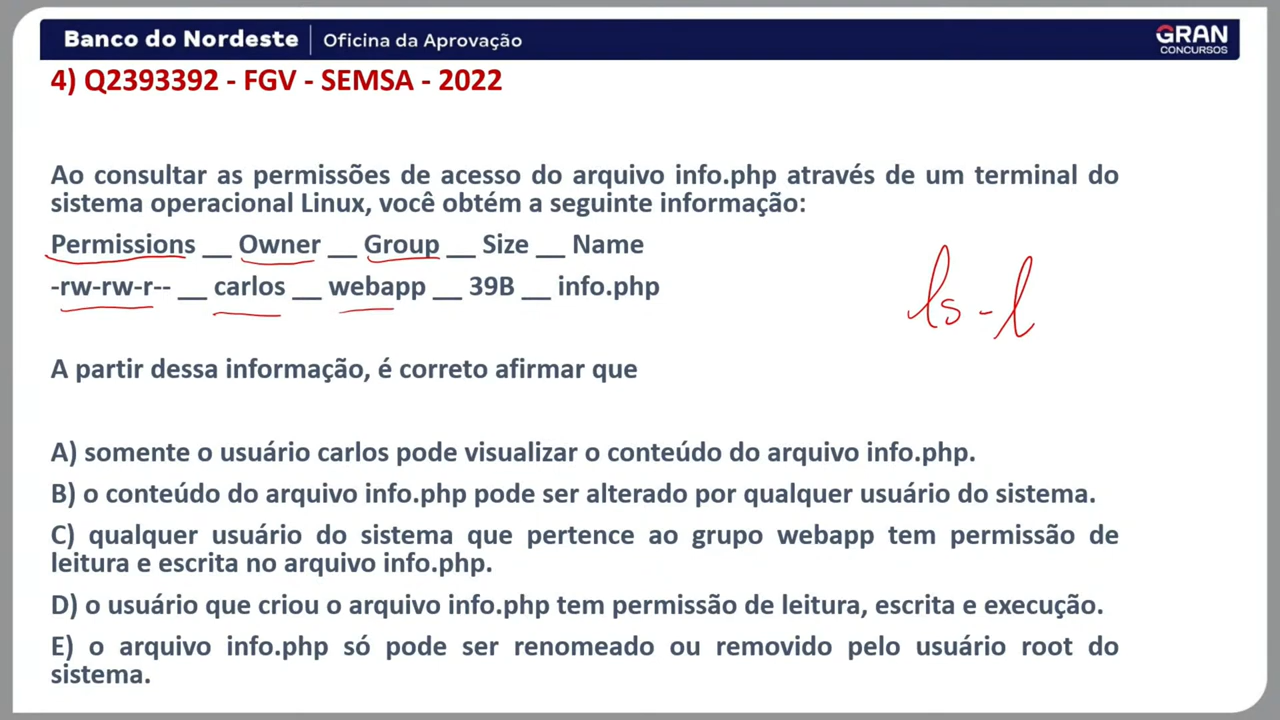 Banco do Nordeste | Oficina da Aprovação
GRAN
CONCURSOS
4) Q2393392 - FGV - SEMSA - 2022
Ao consultar as permissões de acesso do arquivo info.php através de um terminal do
sistema operacional Linux, você obtém a seguinte informação:
Permissions __ Owner __ Group __ Size __ Name
-rw-rw-r-- __ carlos __ webapp __ 39B __ info.php
ls -l
A partir dessa informação, é correto afirmar que
A) somente o usuário carlos pode visualizar o conteúdo do arquivo info.php.
B) o conteúdo do arquivo info.php pode ser alterado por qualquer usuário do sistema.
C) qualquer usuário do sistema que pertence ao grupo webapp tem permissão de
leitura e escrita no arquivo info.php.
D) o usuário que criou o arquivo info.php tem permissão de leitura, escrita e execução.
E) o arquivo info.php só pode ser renomeado ou removido pelo usuário root do
sistema.